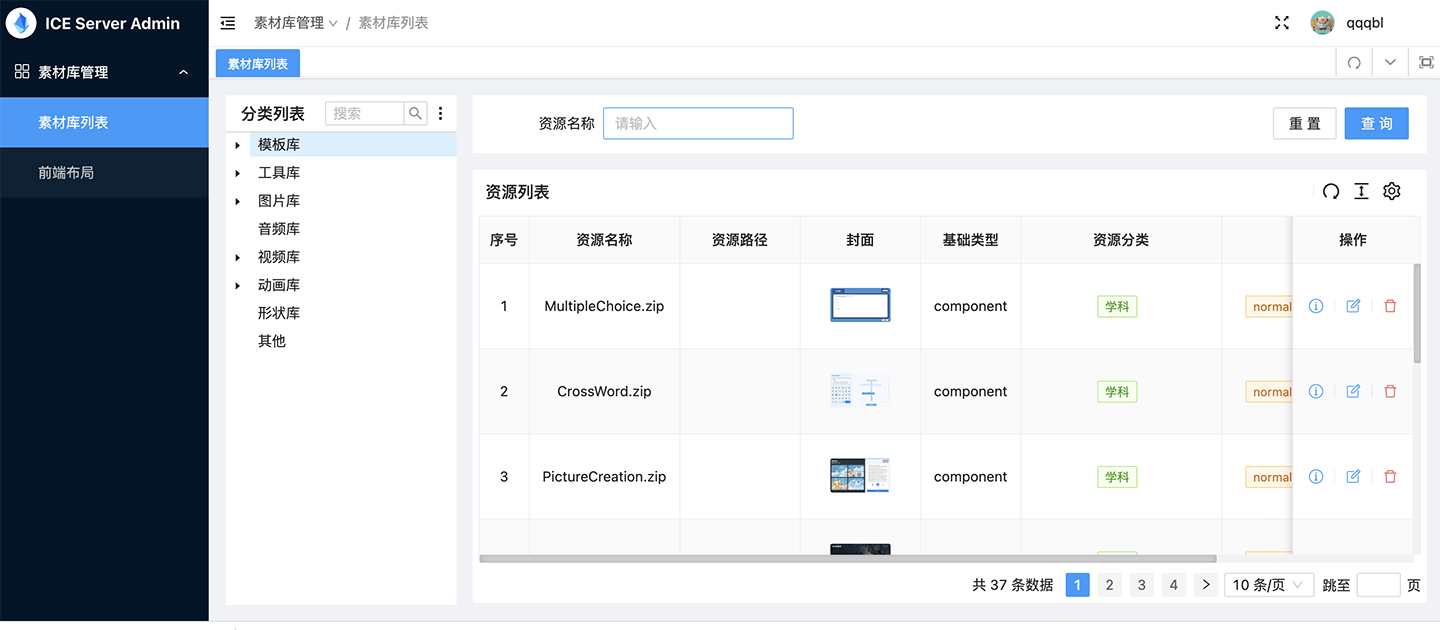 ICE Server Admin
素材库管理 / 素材库列表
qqqbl
素材库管理
素材库列表
前端布局
素材库列表
分类列表 搜索
模板库
工具库
图片库
音频库
视频库
动画库
形状库
其他
资源名称 请输入 重置 查询
资源列表
序号 资源名称 资源路径 封面 基础类型 资源分类 操作
1 MultipleChoice.zip component 学科 normal
2 CrossWord.zip component 学科 normal
3 PictureCreation.zip component 学科 normal
共 37 条数据 1 2 3 4 10 条/页 跳至 页